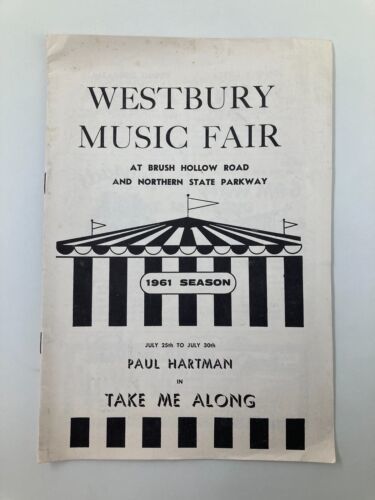 WESTBURY
MUSIC FAIR
AT BRUSH HOLLOW ROAD
AND NORTHERN STATE PARKWAY
1961 SEASON
JULY 25th TO JULY 30th
PAUL HARTMAN
IN
TAKE ME ALONG